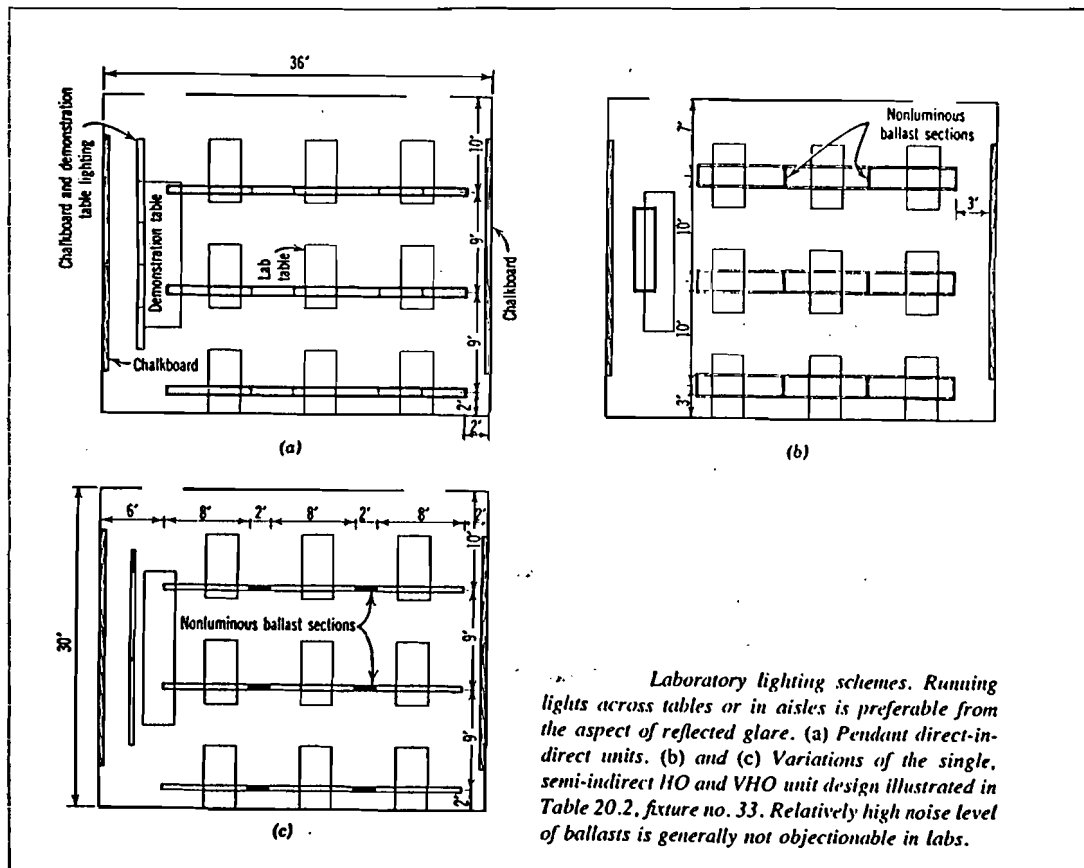 36'
Chalkboard and demonstration
table lighting
Demonstration table
Lab
table
Chalkboard
Chalkboard
10'
9'
9'
2'
2'
(a)
Nonluminous
ballast sections
7'
3'
10'
10'
3'
(b)
30'
6'
8'
2'
8'
2'
8'
2'
10'
Nonluminous ballast sections
9'
9'
2'
(c)
Laboratory lighting schemes. Running
lights across tables or in aisles is preferable from
the aspect of reflected glare. (a) Pendant direct-in-
direct units. (b) and (c) Variations of the single,
semi-indirect HO and VHO unit design illustrated in
Table 20.2, fixture no. 33. Relatively high noise level
of ballasts is generally not objectionable in labs.